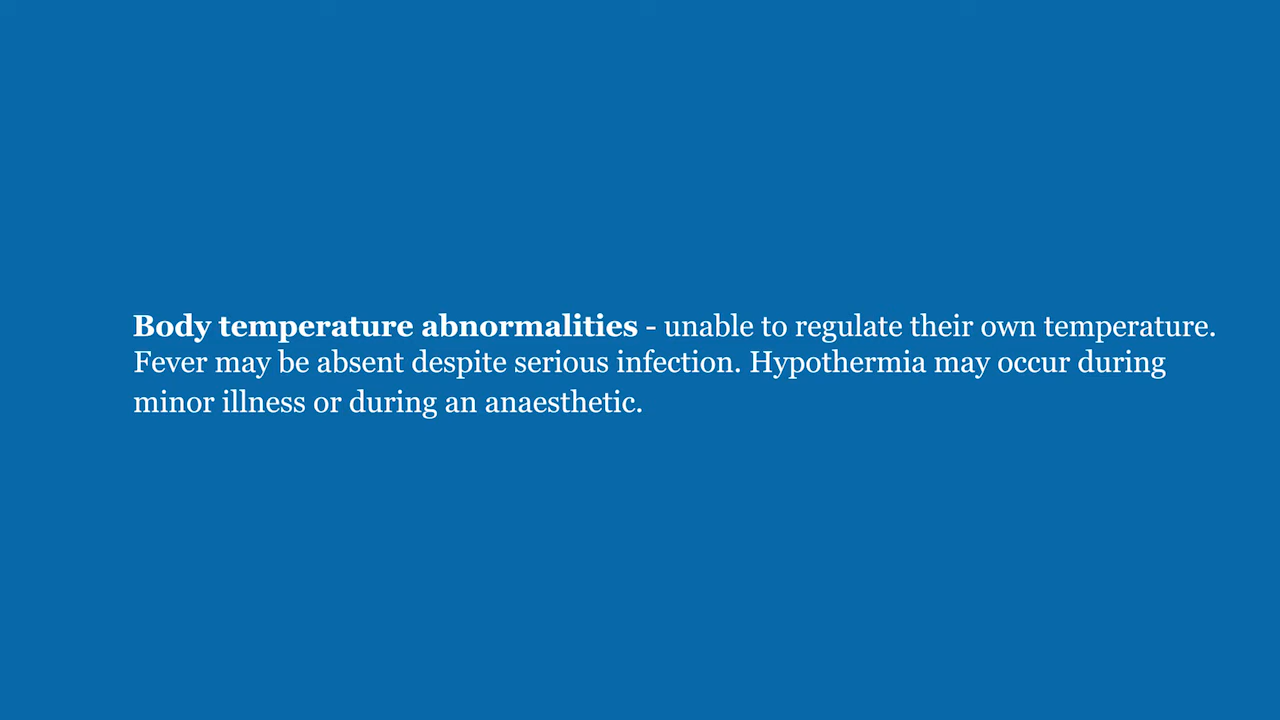 Body temperature abnormalities - unable to regulate their own temperature.
Fever may be absent despite serious infection. Hypothermia may occur during
minor illness or during an anaesthetic.